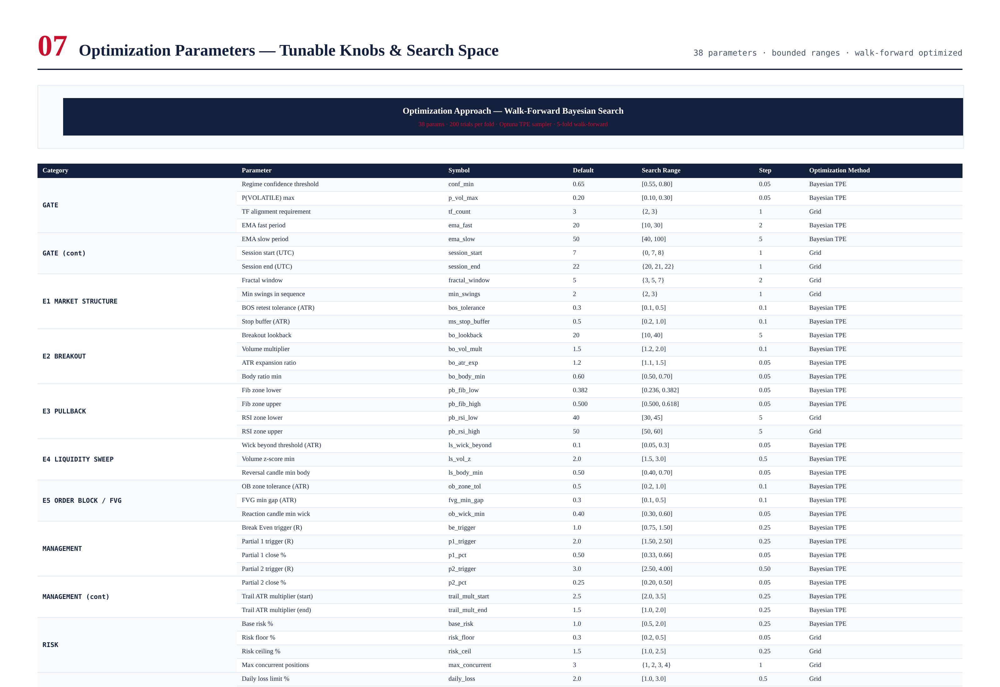 07 Optimization Parameters — Tunable Knobs & Search Space 38 parameters · bounded ranges · walk-forward optimized
Optimization Approach — Walk-Forward Bayesian Search
38 params · 200 trials per fold · Optuna TPE sampler · 5-fold walk-forward
Category Parameter Symbol Default Search Range Step Optimization Method
GATE
Regime confidence threshold conf_min 0.65 [0.55, 0.80] 0.05 Bayesian TPE
P(VOLATILE) max p_vol_max 0.20 [0.10, 0.30] 0.05 Bayesian TPE
TF alignment requirement tf_count 3 {2, 3} 1 Grid
EMA fast period ema_fast 20 [10, 30] 2 Bayesian TPE
GATE (cont)
EMA slow period ema_slow 50 [40, 100] 5 Bayesian TPE
Session start (UTC) session_start 7 {0, 7, 8} 1 Grid
Session end (UTC) session_end 22 {20, 21, 22} 1 Grid
E1 MARKET STRUCTURE
Fractal window fractal_window 5 {3, 5, 7} 2 Grid
Min swings in sequence min_swings 2 {2, 3} 1 Grid
BOS retest tolerance (ATR) bos_tolerance 0.3 [0.1, 0.5] 0.1 Bayesian TPE
Stop buffer (ATR) ms_stop_buffer 0.5 [0.2, 1.0] 0.1 Bayesian TPE
E2 BREAKOUT
Breakout lookback bo_lookback 20 [10, 40] 5 Bayesian TPE
Volume multiplier bo_vol_mult 1.5 [1.2, 2.0] 0.1 Bayesian TPE
ATR expansion ratio bo_atr_exp 1.2 [1.1, 1.5] 0.05 Bayesian TPE
Body ratio min bo_body_min 0.60 [0.50, 0.70] 0.05 Bayesian TPE
E3 PULLBACK
Fib zone lower pb_fib_low 0.382 [0.236, 0.382] 0.05 Bayesian TPE
Fib zone upper pb_fib_high 0.500 [0.500, 0.618] 0.05 Bayesian TPE
RSI zone lower pb_rsi_low 40 [30, 45] 5 Grid
RSI zone upper pb_rsi_high 50 [50, 60] 5 Grid
E4 LIQUIDITY SWEEP
Wick beyond threshold (ATR) ls_wick_beyond 0.1 [0.05, 0.3] 0.05 Bayesian TPE
Volume z-score min ls_vol_z 2.0 [1.5, 3.0] 0.5 Bayesian TPE
Reversal candle min body ls_body_min 0.50 [0.40, 0.70] 0.05 Bayesian TPE
E5 ORDER BLOCK / FVG
OB zone tolerance (ATR) ob_zone_tol 0.5 [0.2, 1.0] 0.1 Bayesian TPE
FVG min gap (ATR) fvg_min_gap 0.3 [0.1, 0.5] 0.1 Bayesian TPE
Reaction candle min wick ob_wick_min 0.40 [0.30, 0.60] 0.05 Bayesian TPE
MANAGEMENT
Break Even trigger (R) be_trigger 1.0 [0.75, 1.50] 0.25 Bayesian TPE
Partial 1 trigger (R) p1_trigger 2.0 [1.50, 2.50] 0.25 Bayesian TPE
Partial 1 close % p1_pct 0.50 [0.33, 0.66] 0.05 Bayesian TPE
Partial 2 trigger (R) p2_trigger 3.0 [2.50, 4.00] 0.50 Bayesian TPE
MANAGEMENT (cont)
Partial 2 close % p2_pct 0.25 [0.20, 0.50] 0.05 Bayesian TPE
Trail ATR multiplier (start) trail_mult_start 2.5 [2.0, 3.5] 0.25 Bayesian TPE
Trail ATR multiplier (end) trail_mult_end 1.5 [1.0, 2.0] 0.25 Bayesian TPE
RISK
Base risk % base_risk 1.0 [0.5, 2.0] 0.25 Bayesian TPE
Risk floor % risk_floor 0.3 [0.2, 0.5] 0.05 Grid
Risk ceiling % risk_ceil 1.5 [1.0, 2.5] 0.25 Grid
Max concurrent positions max_concurrent 3 {1, 2, 3, 4} 1 Grid
Daily loss limit % daily_loss 2.0 [1.0, 3.0] 0.5 Grid